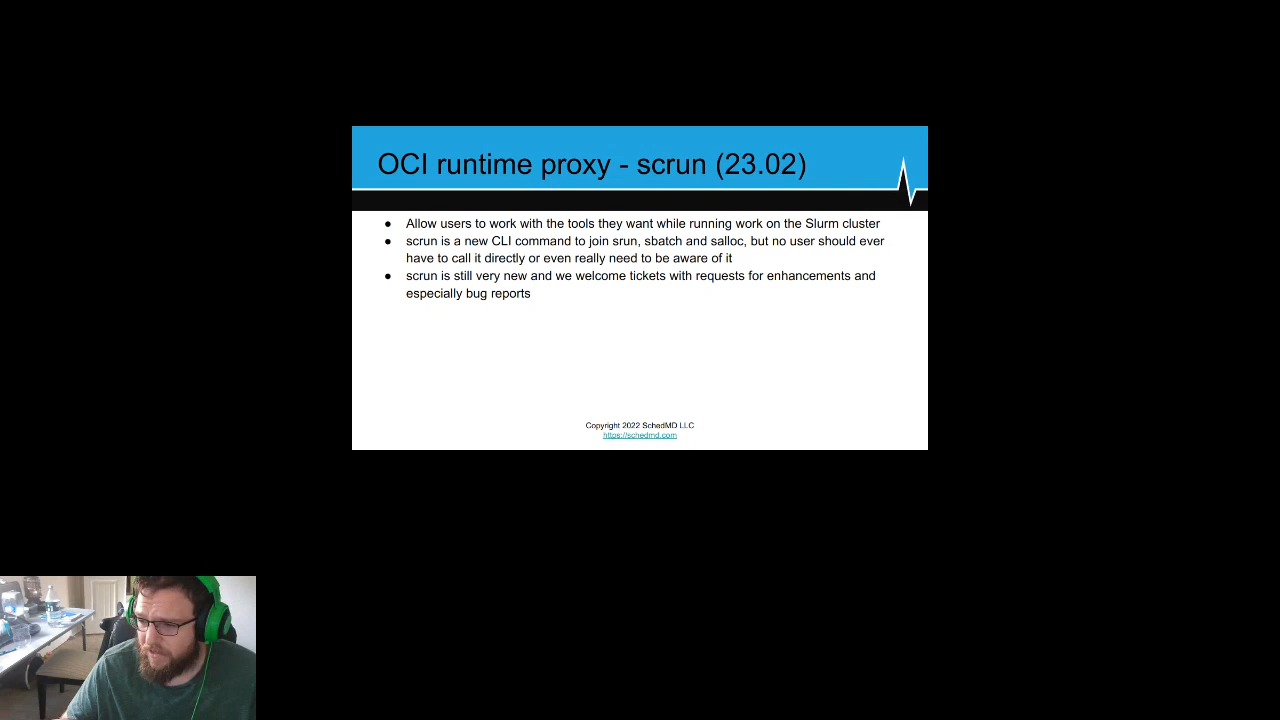 OCI runtime proxy - scrun (23.02)
● Allow users to work with the tools they want while running work on the Slurm cluster
● scrun is a new CLI command to join srun, sbatch and salloc, but no user should ever
have to call it directly or even really need to be aware of it
● scrun is still very new and we welcome tickets with requests for enhancements and
especially bug reports
Copyright 2022 SchedMD LLC
https://schedmd.com